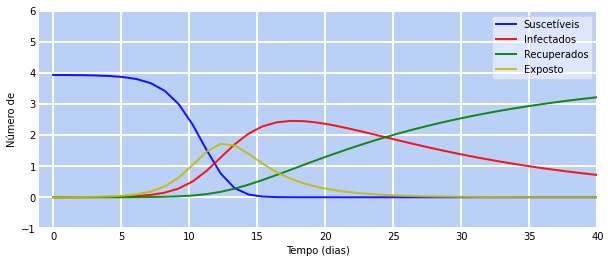 6
5
4
3
2
1
0
−1
Número de
Suscetíveis
Infectados
Recuperados
Exposto
0 5 10 15 20 25 30 35 40
Tempo (dias)